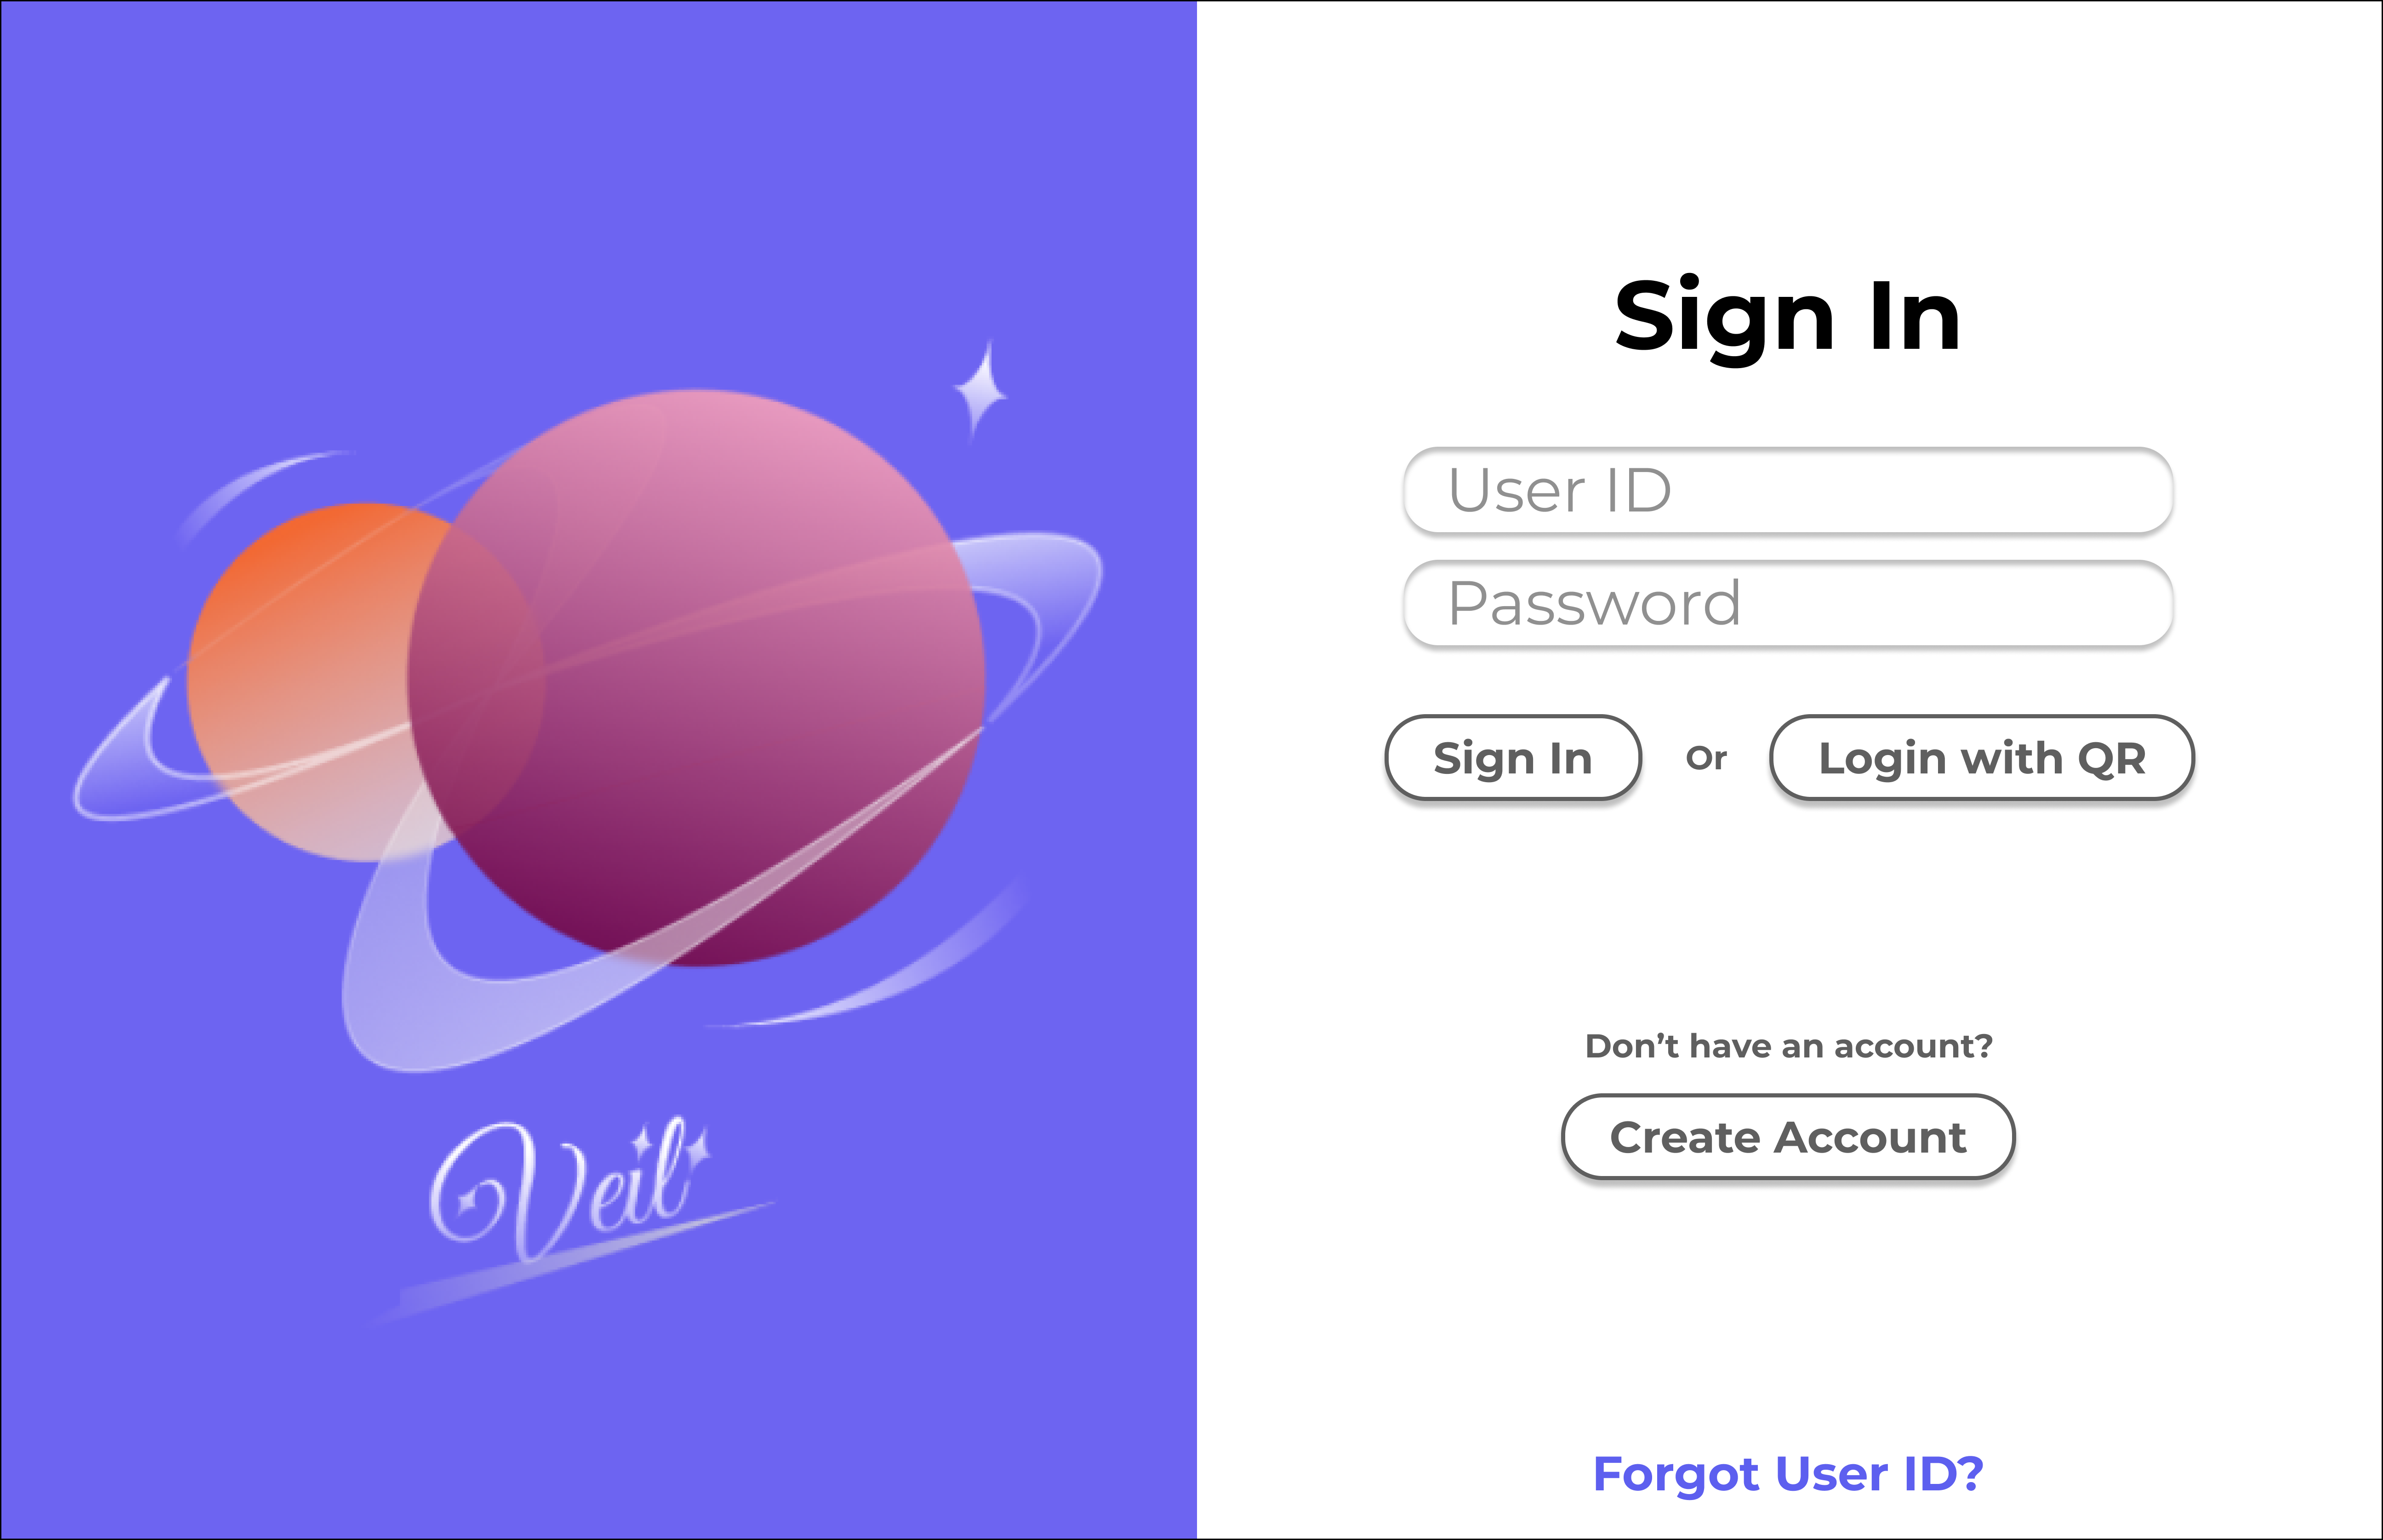 Veil
Sign In
User ID
Password
Sign In or Login with QR
Don’t have an account?
Create Account
Forgot User ID?